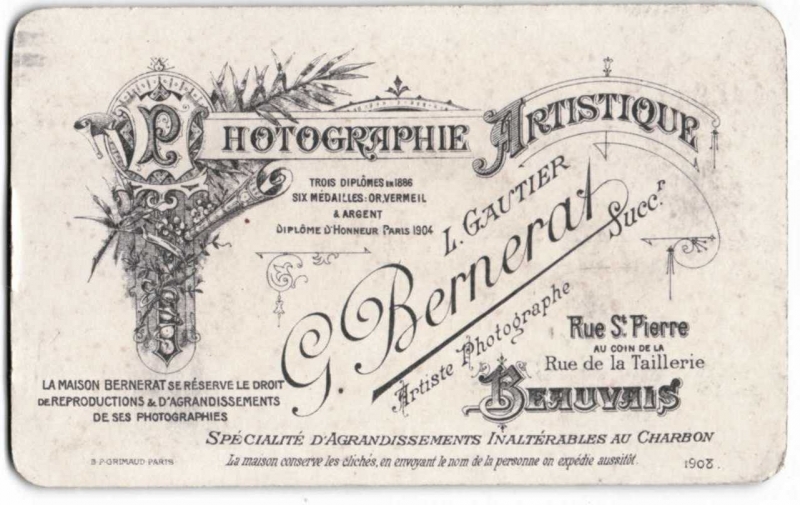 PHOTOGRAPHIE ARTISTIQUE
TROIS DIPLÔMES EN 1886
SIX MÉDAILLES: OR, VERMEIL
& ARGENT
DIPLÔME D'HONNEUR PARIS 1904
L. GAUTIER
G. Bernerat Succ.r
Artiste Photographe
Rue St. Pierre
AU COIN DE LA
Rue de la Taillerie
BEAUVAIS
LA MAISON BERNERAT SE RÉSERVE LE DROIT
DE REPRODUCTIONS & D'AGRANDISSEMENTS
DE SES PHOTOGRAPHIES
SPÉCIALITÉ D'AGRANDISSEMENTS INALTÉRABLES AU CHARBON
La maison conserve les clichés, en envoyant le nom de la personne on expédie aussitôt.
B.P. GRIMAUD PARIS
1908.